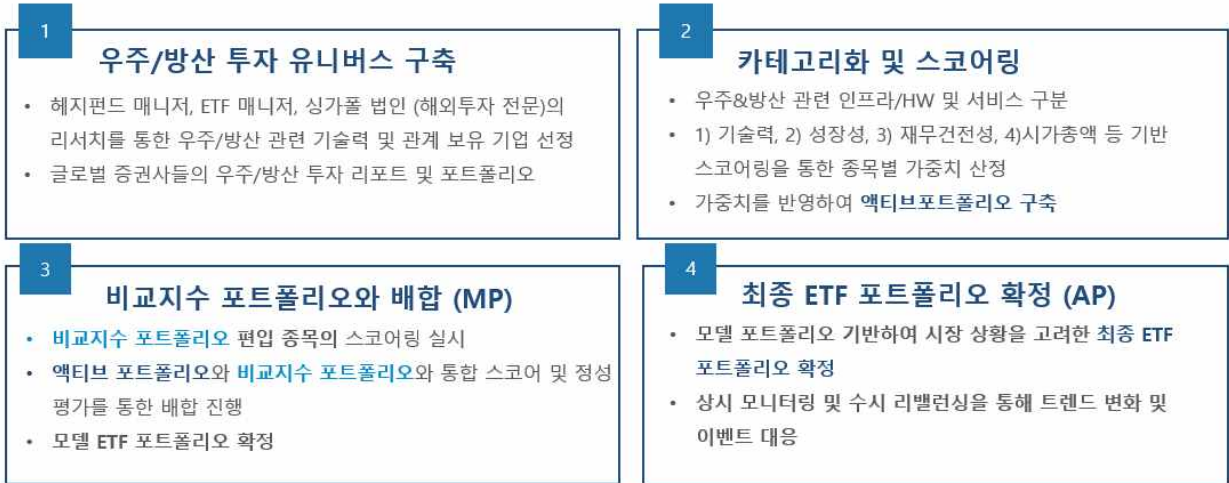 1
우주/방산 투자 유니버스 구축
• 헤지펀드 매니저, ETF 매니저, 싱가폴 법인 (해외투자 전문)의
리서치를 통한 우주/방산 관련 기술력 및 관계 보유 기업 선정
• 글로벌 증권사들의 우주/방산 투자 리포트 및 포트폴리오
2
카테고리화 및 스코어링
• 우주&방산 관련 인프라/HW 및 서비스 구분
• 1) 기술력, 2) 성장성, 3) 재무건전성, 4)시가총액 등 기반
스코어링을 통한 종목별 가중치 산정
• 가중치를 반영하여 액티브포트폴리오 구축
3
비교지수 포트폴리오와 배합 (MP)
• 비교지수 포트폴리오 편입 종목의 스코어링 실시
• 액티브 포트폴리오와 비교지수 포트폴리오와 통합 스코어 및 정성
평가를 통한 배합 진행
• 모델 ETF 포트폴리오 확정
4
최종 ETF 포트폴리오 확정 (AP)
• 모델 포트폴리오 기반하여 시장 상황을 고려한 최종 ETF
포트폴리오 확정
• 상시 모니터링 및 수시 리밸런싱을 통해 트렌드 변화 및
이벤트 대응